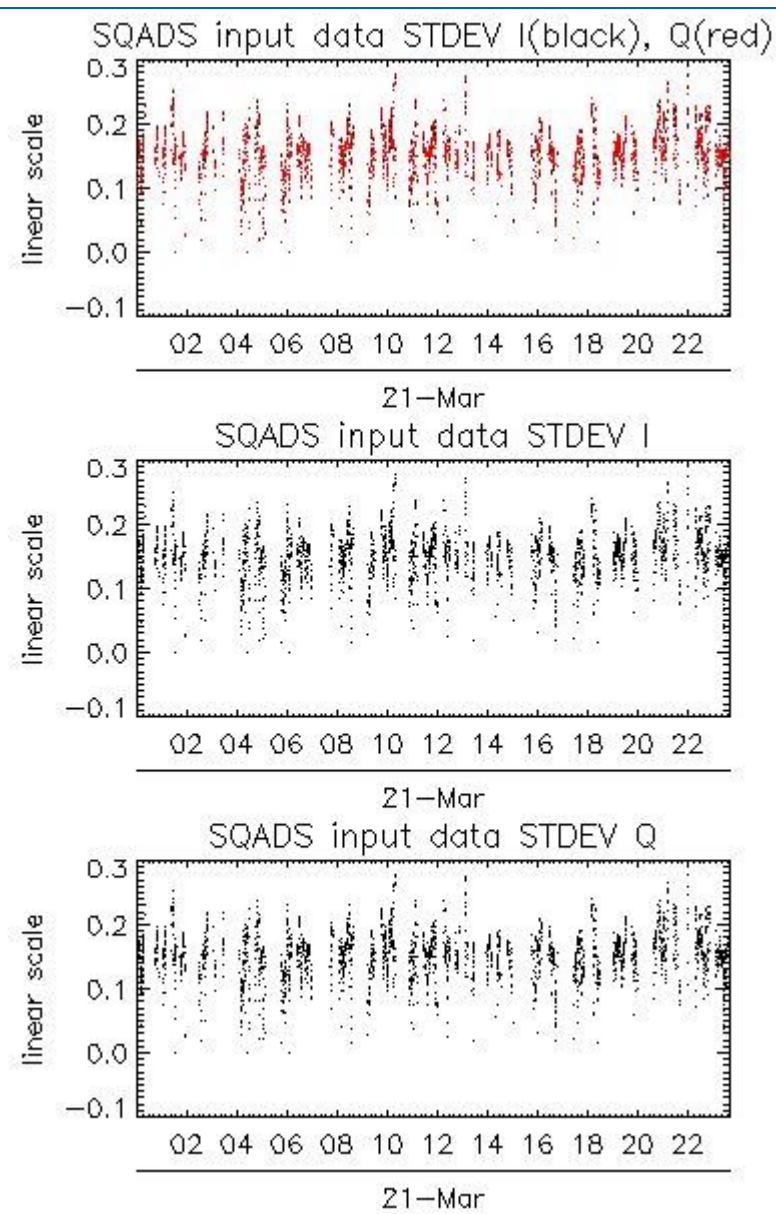 SQADS input data STDEV I(black), Q(red)
0.3
0.2
0.1
0.0
−0.1
linear scale
02 04 06 08 10 12 14 16 18 20 22
21−Mar
SQADS input data STDEV I
0.3
0.2
0.1
0.0
−0.1
linear scale
02 04 06 08 10 12 14 16 18 20 22
21−Mar
SQADS input data STDEV Q
0.3
0.2
0.1
0.0
−0.1
linear scale
02 04 06 08 10 12 14 16 18 20 22
21−Mar